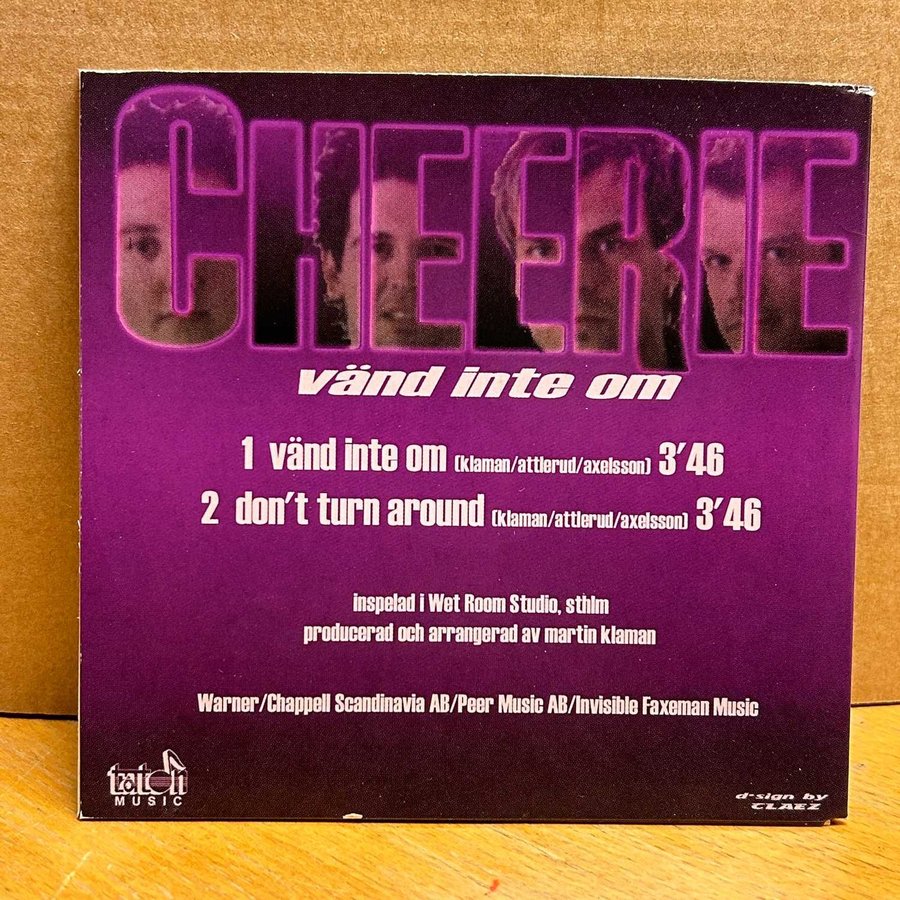 CHEERIE
vänd inte om
1 vänd inte om (klaman/attlerud/axelsson) 3'46
2 don't turn around (klaman/attlerud/axelsson) 3'46
inspelad i Wet Room Studio, sthlm
producerad och arrangerad av martin klaman
Warner/Chappell Scandinavia AB/Peer Music AB/Invisible Faxeman Music
MUSIC
d-sign by
CLAEZ